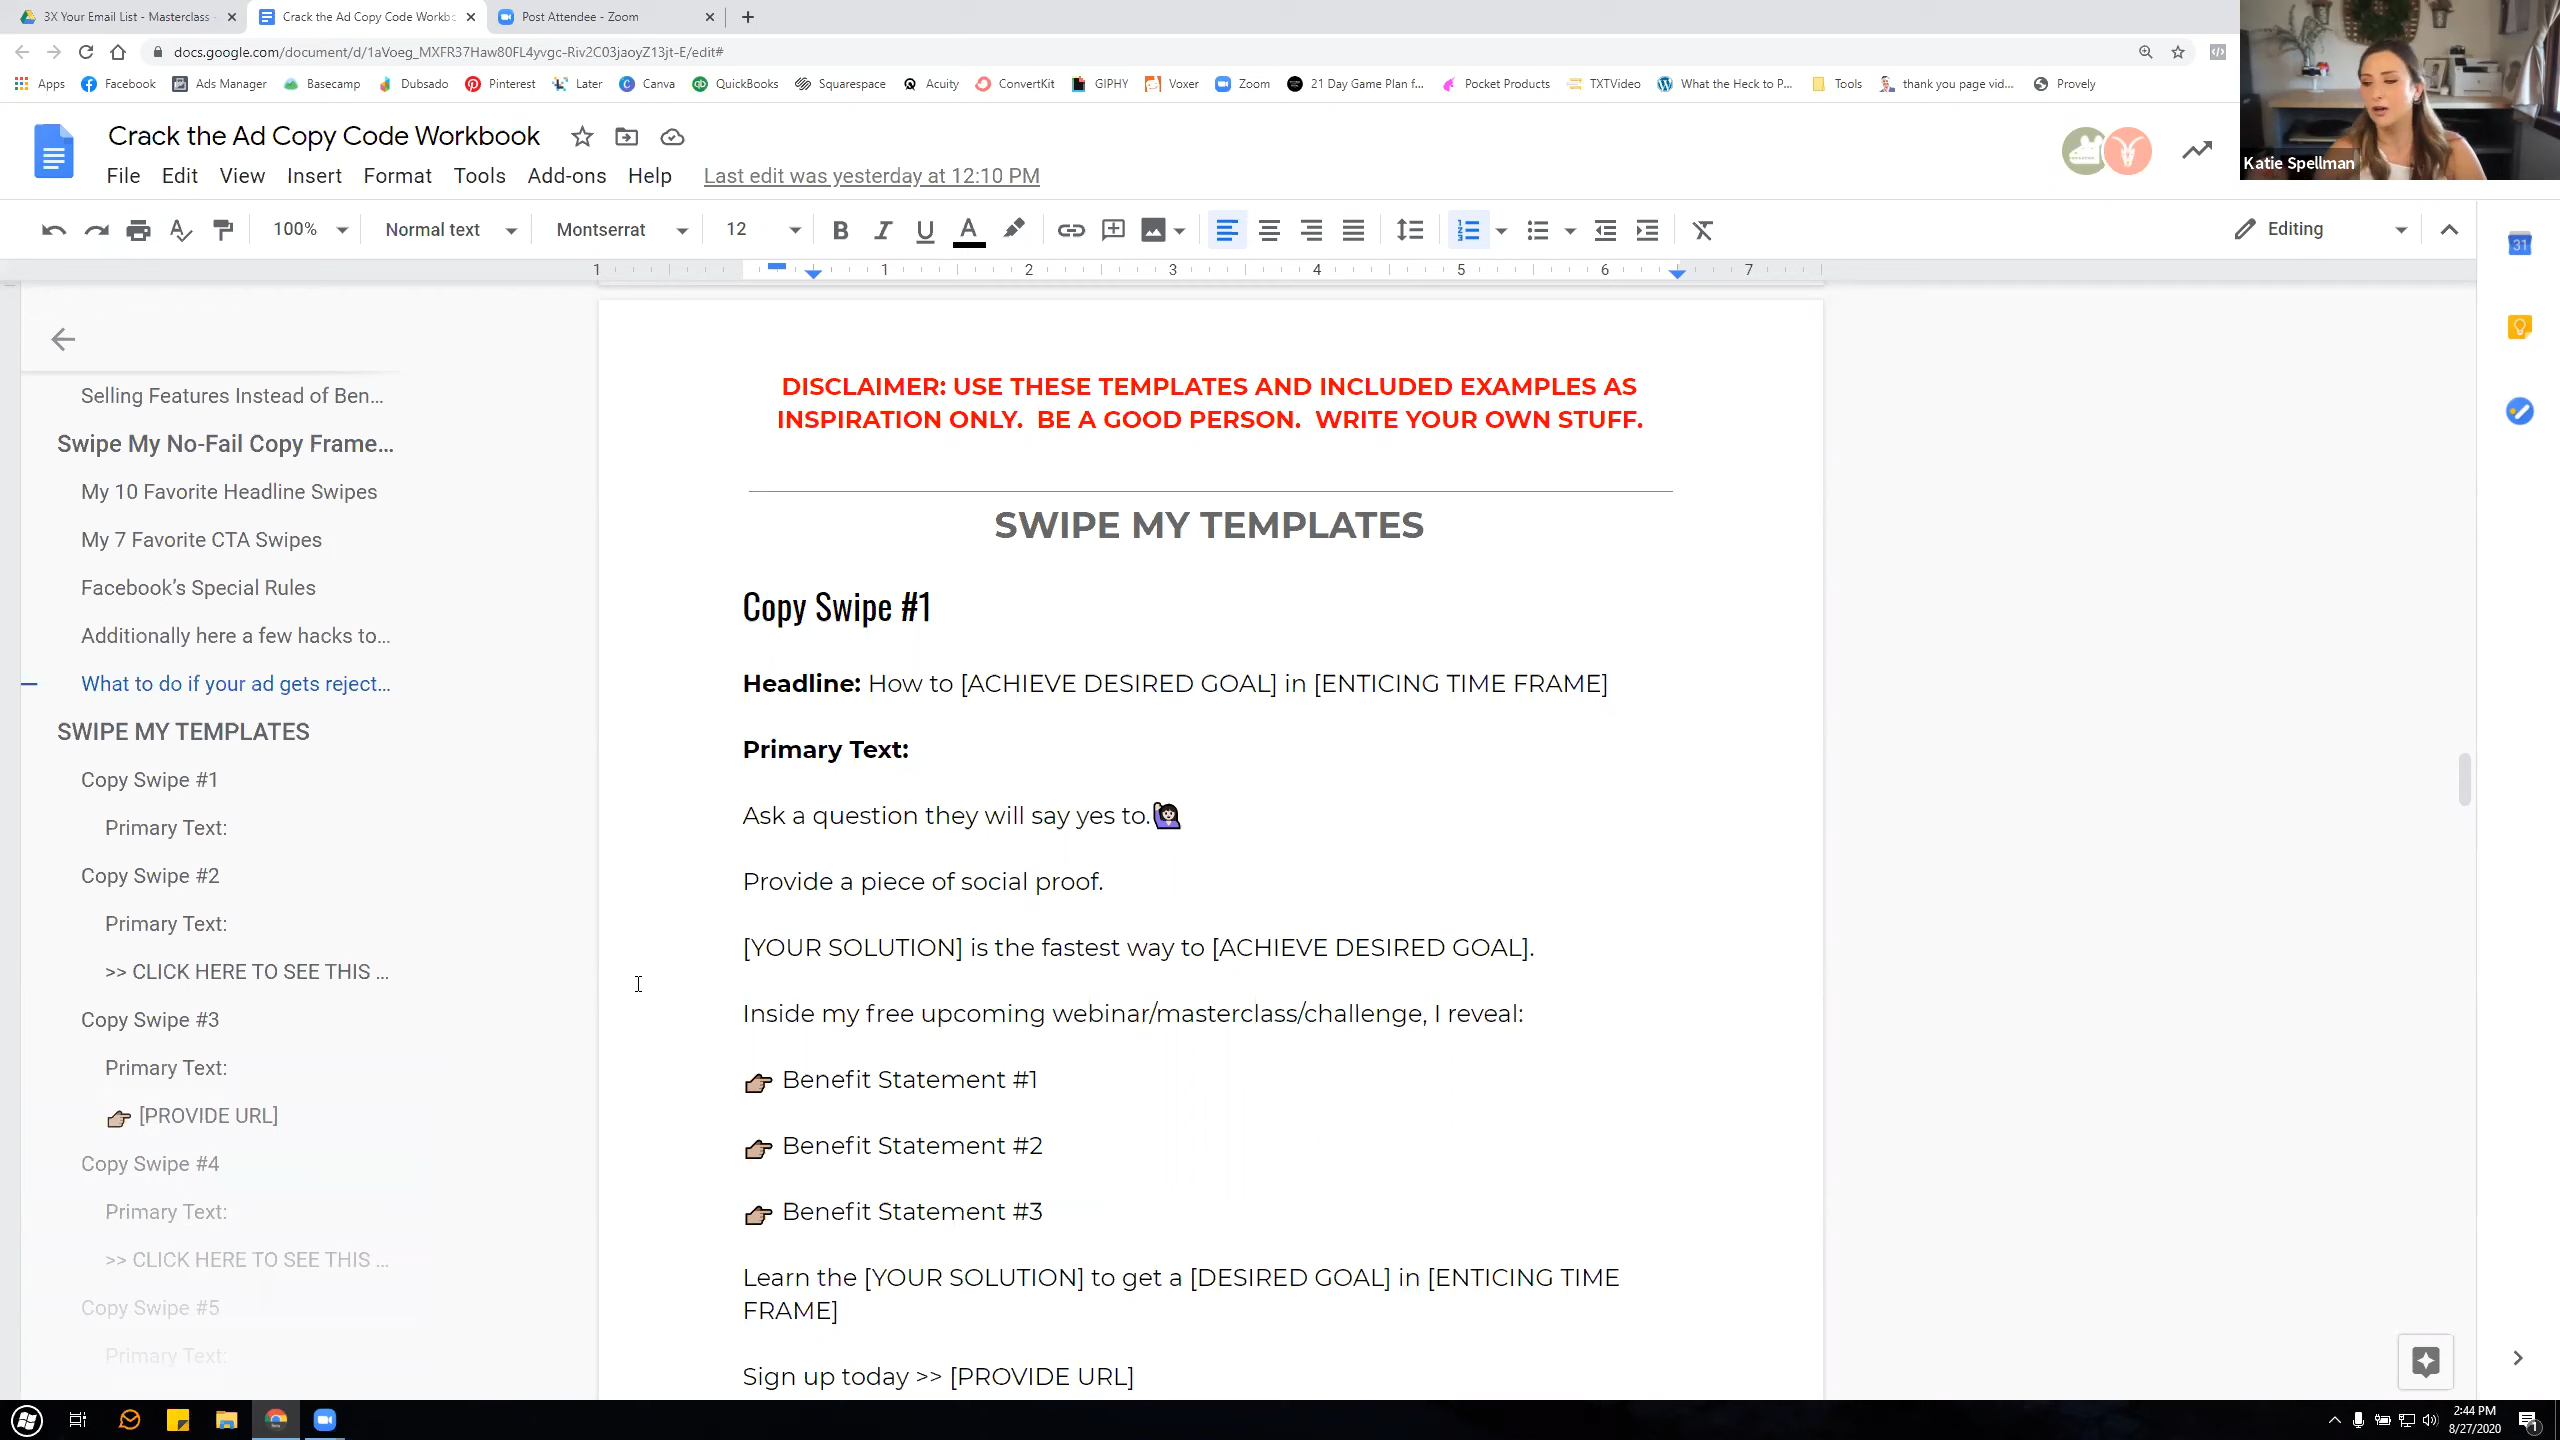 3X Your Email List - Masterclass
Crack the Ad Copy Code Workbo
Post Attendee - Zoom
docs.google.com/document/d/1aVoeg_MXFR37Haw80FL4yvgc-Riv2C03jaoyZ13jt-E/edit#
Apps Facebook Ads Manager Basecamp Dubsado Pinterest Later Canva QuickBooks Squarespace Acuity ConvertKit GIPHY Voxer Zoom 21 Day Game Plan f... Pocket Products TXTVideo What the Heck to P... Tools thank you page vid... Provely
Crack the Ad Copy Code Workbook
File Edit View Insert Format Tools Add-ons Help Last edit was yesterday at 12:10 PM
Katie Spellman
100% Normal text Montserrat 12 B I U A Editing
31
1 1 2 3 4 5 6 7
Selling Features Instead of Ben...
Swipe My No-Fail Copy Frame...
My 10 Favorite Headline Swipes
My 7 Favorite CTA Swipes
Facebook's Special Rules
Additionally here a few hacks to...
What to do if your ad gets reject...
SWIPE MY TEMPLATES
Copy Swipe #1
Primary Text:
Copy Swipe #2
Primary Text:
>> CLICK HERE TO SEE THIS ...
Copy Swipe #3
Primary Text:
👉🏼 [PROVIDE URL]
Copy Swipe #4
Primary Text:
>> CLICK HERE TO SEE THIS ...
Copy Swipe #5
Primary Text:
DISCLAIMER: USE THESE TEMPLATES AND INCLUDED EXAMPLES AS
INSPIRATION ONLY.  BE A GOOD PERSON.  WRITE YOUR OWN STUFF.
SWIPE MY TEMPLATES
Copy Swipe #1
Headline: How to [ACHIEVE DESIRED GOAL] in [ENTICING TIME FRAME]
Primary Text:
Ask a question they will say yes to.🙋🏻‍♀️
Provide a piece of social proof.
[YOUR SOLUTION] is the fastest way to [ACHIEVE DESIRED GOAL].
Inside my free upcoming webinar/masterclass/challenge, I reveal:
👉🏼 Benefit Statement #1
👉🏼 Benefit Statement #2
👉🏼 Benefit Statement #3
Learn the [YOUR SOLUTION] to get a [DESIRED GOAL] in [ENTICING TIME
FRAME]
Sign up today >> [PROVIDE URL]
2:44 PM
8/27/2020
1